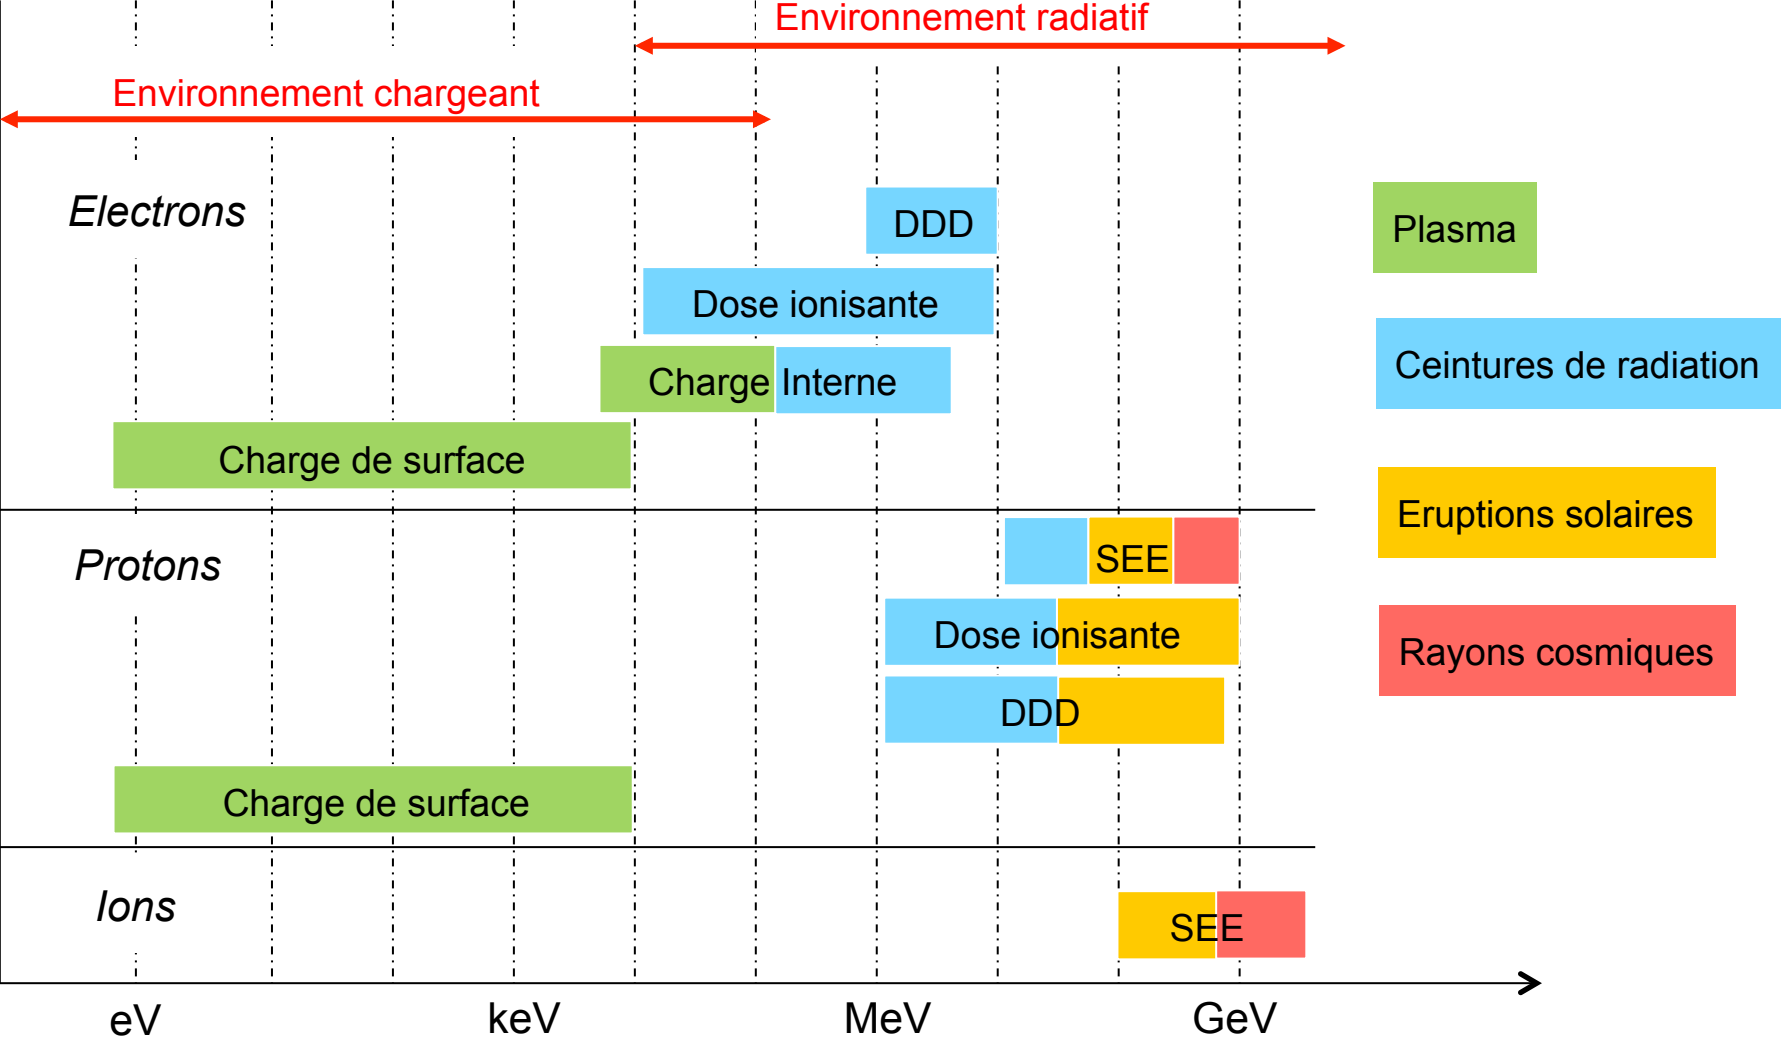 Environnement radiatif
Environnement chargeant
Electrons
DDD
Dose ionisante
Charge Interne
Charge de surface
Protons
SEE
Dose ionisante
DDD
Charge de surface
Ions
SEE
eV
keV
MeV
GeV
Plasma
Ceintures de radiation
Eruptions solaires
Rayons cosmiques